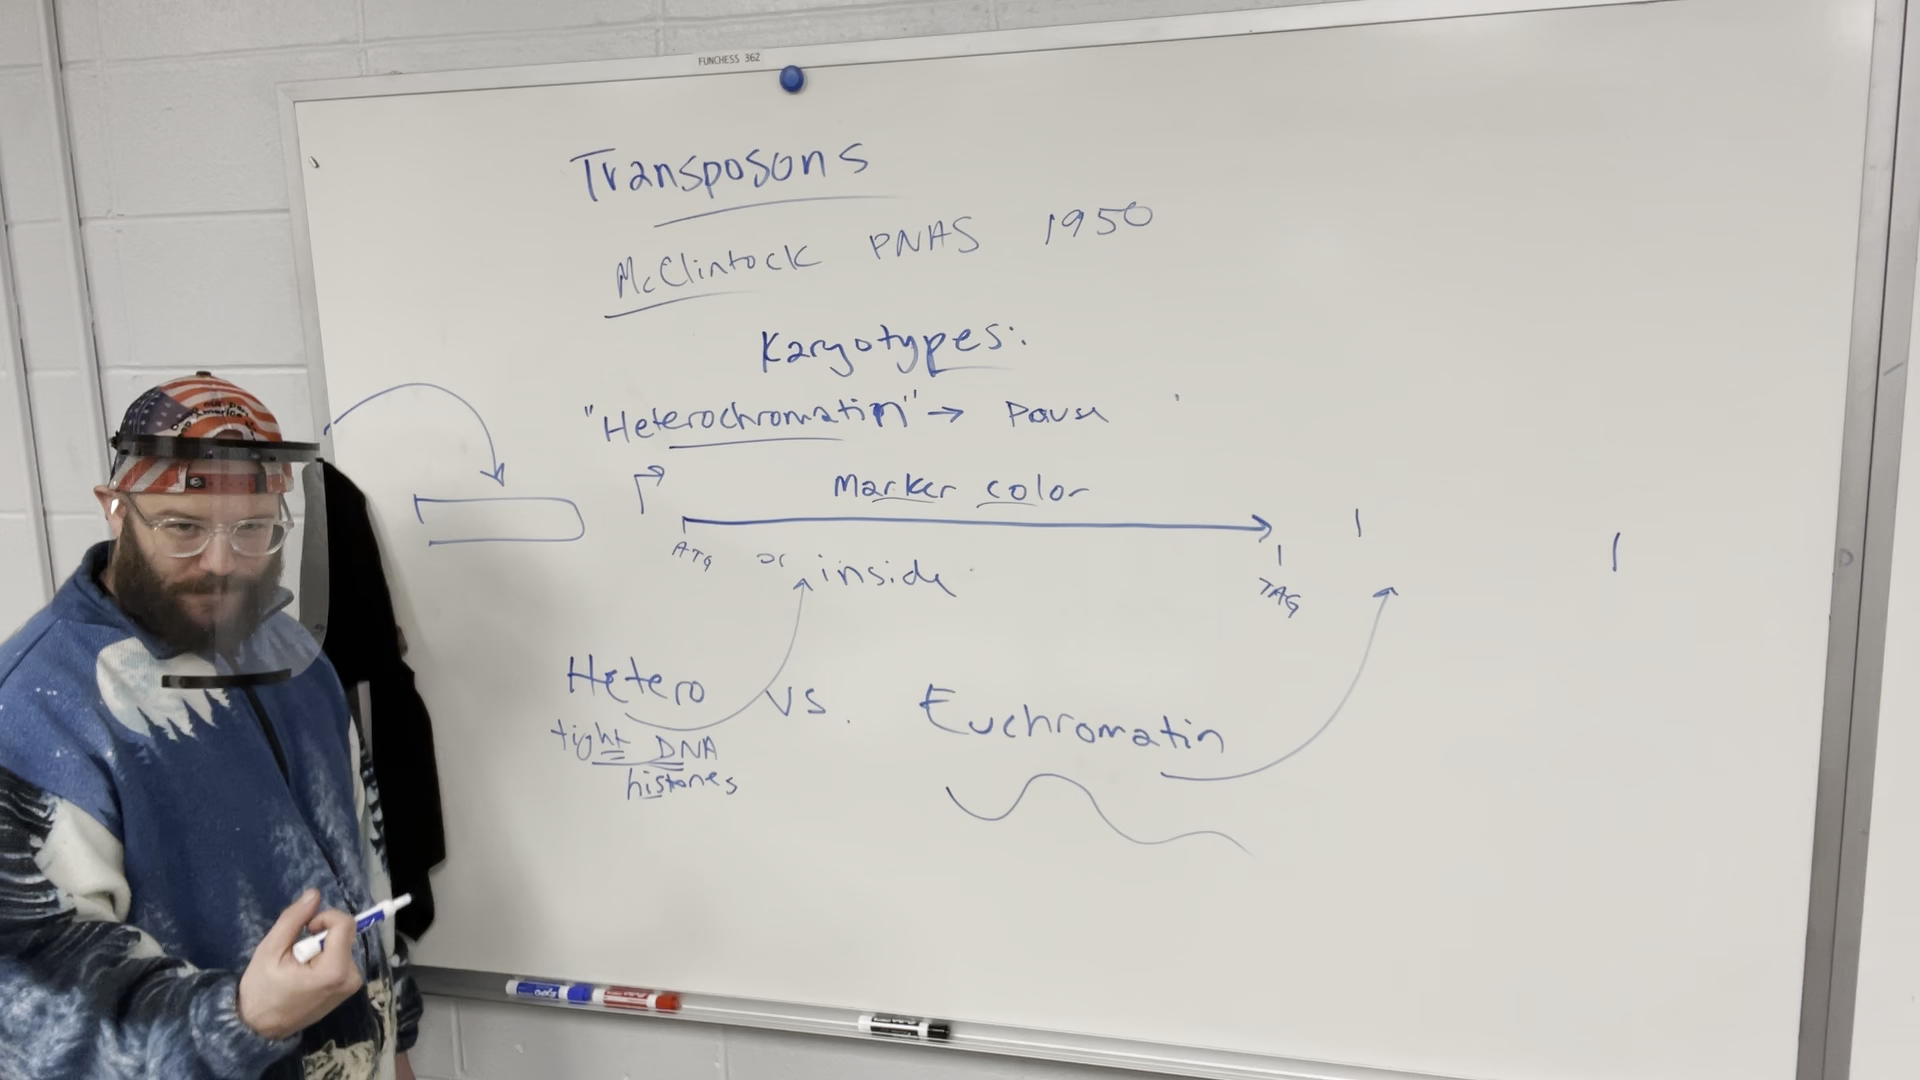 FUNCHESS 362
Transposons
McClintock PNAS 1950
Karyotypes:
"Heterochromatin" → Pause
Marker color
ATG or inside
TAG
Hetero vs. Euchromatin
tight DNA
histones